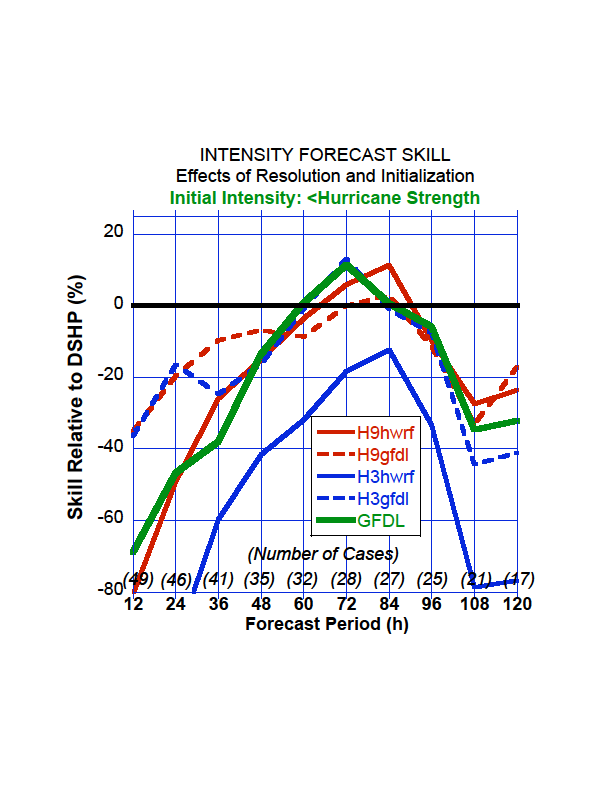 INTENSITY FORECAST SKILL
Effects of Resolution and Initialization
Initial Intensity: <Hurricane Strength
Skill Relative to DSHP (%)
20
0
-20
-40
-60
-80
H9hwrf
H9gfdl
H3hwrf
H3gfdl
GFDL
(Number of Cases)
(49) (46) (41) (35) (32) (28) (27) (25) (21) (17)
12 24 36 48 60 72 84 96 108 120
Forecast Period (h)